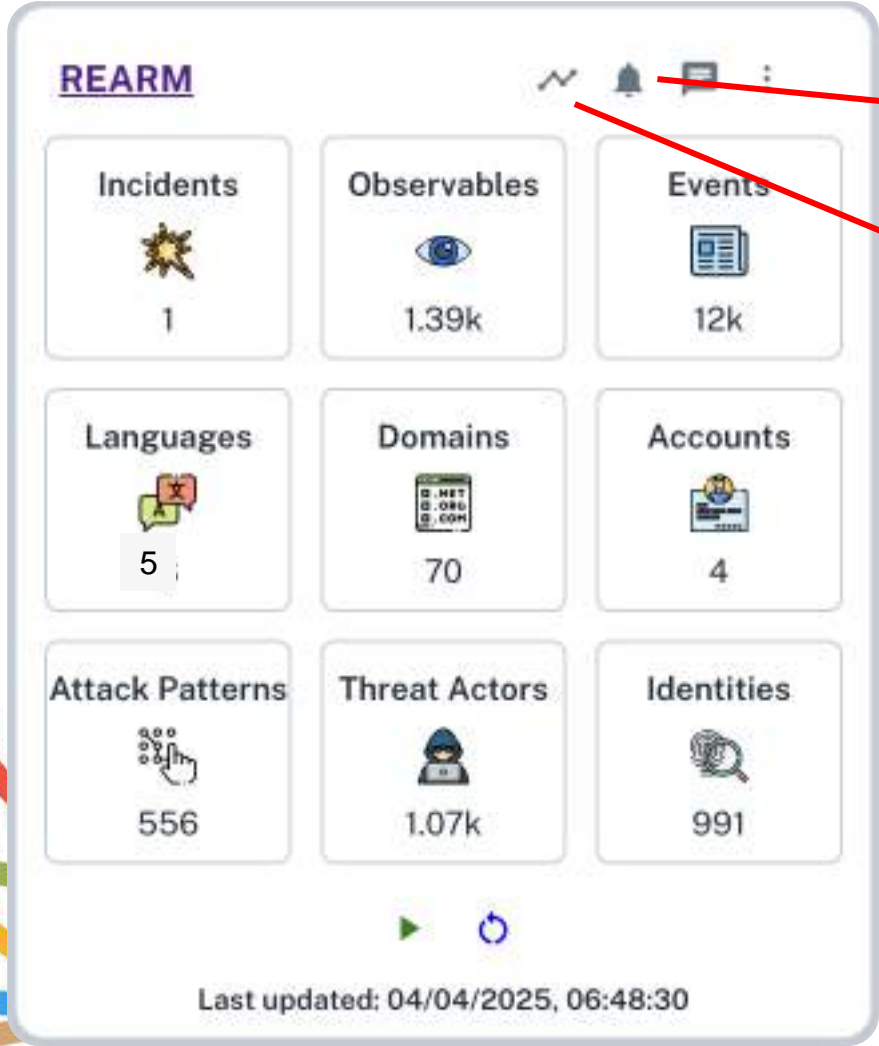 REARM
Incidents Observables Events
1 1.39k 12k
Languages Domains Accounts
文 A
.NET
.ORG
.COM
5 70 4
Attack Patterns Threat Actors Identities
556 1.07k 991
Last updated: 04/04/2025, 06:48:30